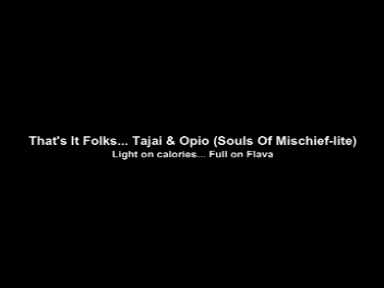 That's It Folks... Tajai & Opio (Souls Of Mischief-lite)
Light on calories... Full on Flava